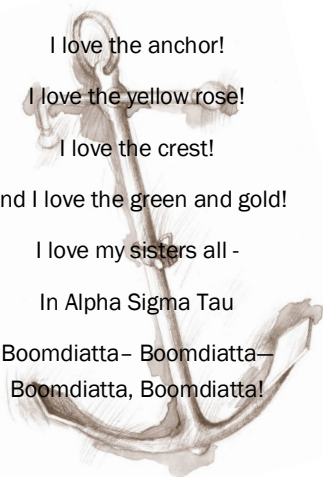 I love the anchor!
I love the yellow rose!
I love the crest!
nd I love the green and gold!
I love my sisters all -
In Alpha Sigma Tau
Boomdiatta– Boomdiatta—
Boomdiatta, Boomdiatta!